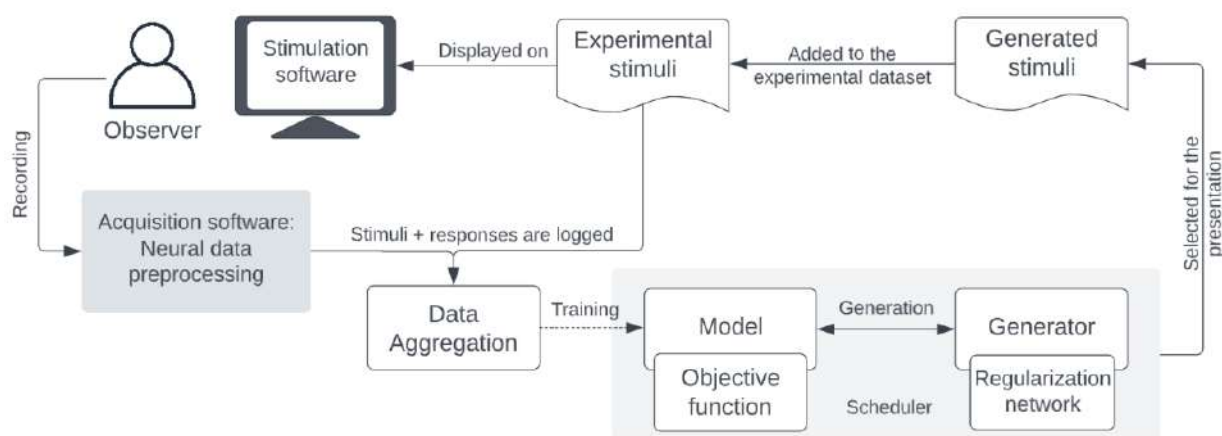 Stimulation
software
Displayed on
Experimental
stimuli
Added to the
experimental dataset
Generated
stimuli
Observer
Recording
Selected for the
presentation
Acquisition software:
Neural data
preprocessing
Stimuli + responses are logged
Data
Aggregation
Training
Model
Generation
Generator
Objective
function
Scheduler
Regularization
network